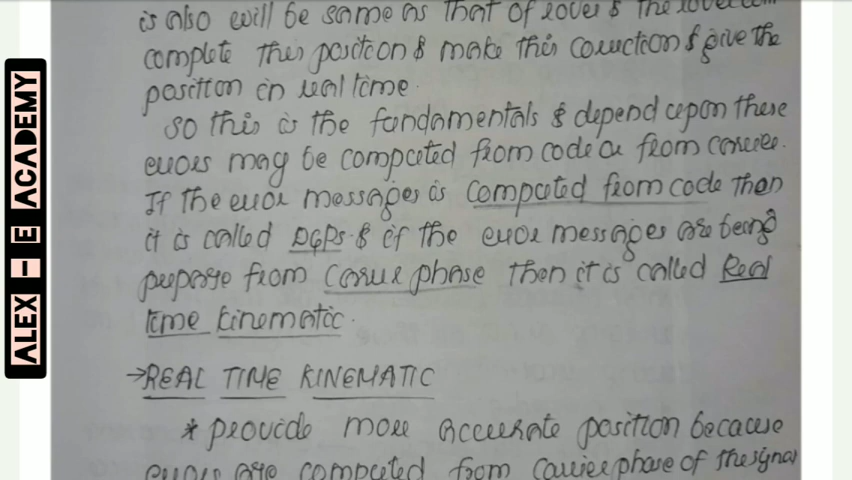 is also will be same as that of rover & the rover com
complete this position & make this correction & give the
position in real time.
So this is the fundamentals & depend upon these
errors may be computed from code or from carrier.
If the error messages is computed from code then
it is called DGPS & if the error messages are being
prepare from carrier phase then it is called Real
time kinematic.
→REAL TIME KINEMATIC
* provide more accurate position because
errors are computed from carrier phase of the signal
ALEX - E ACADEMY